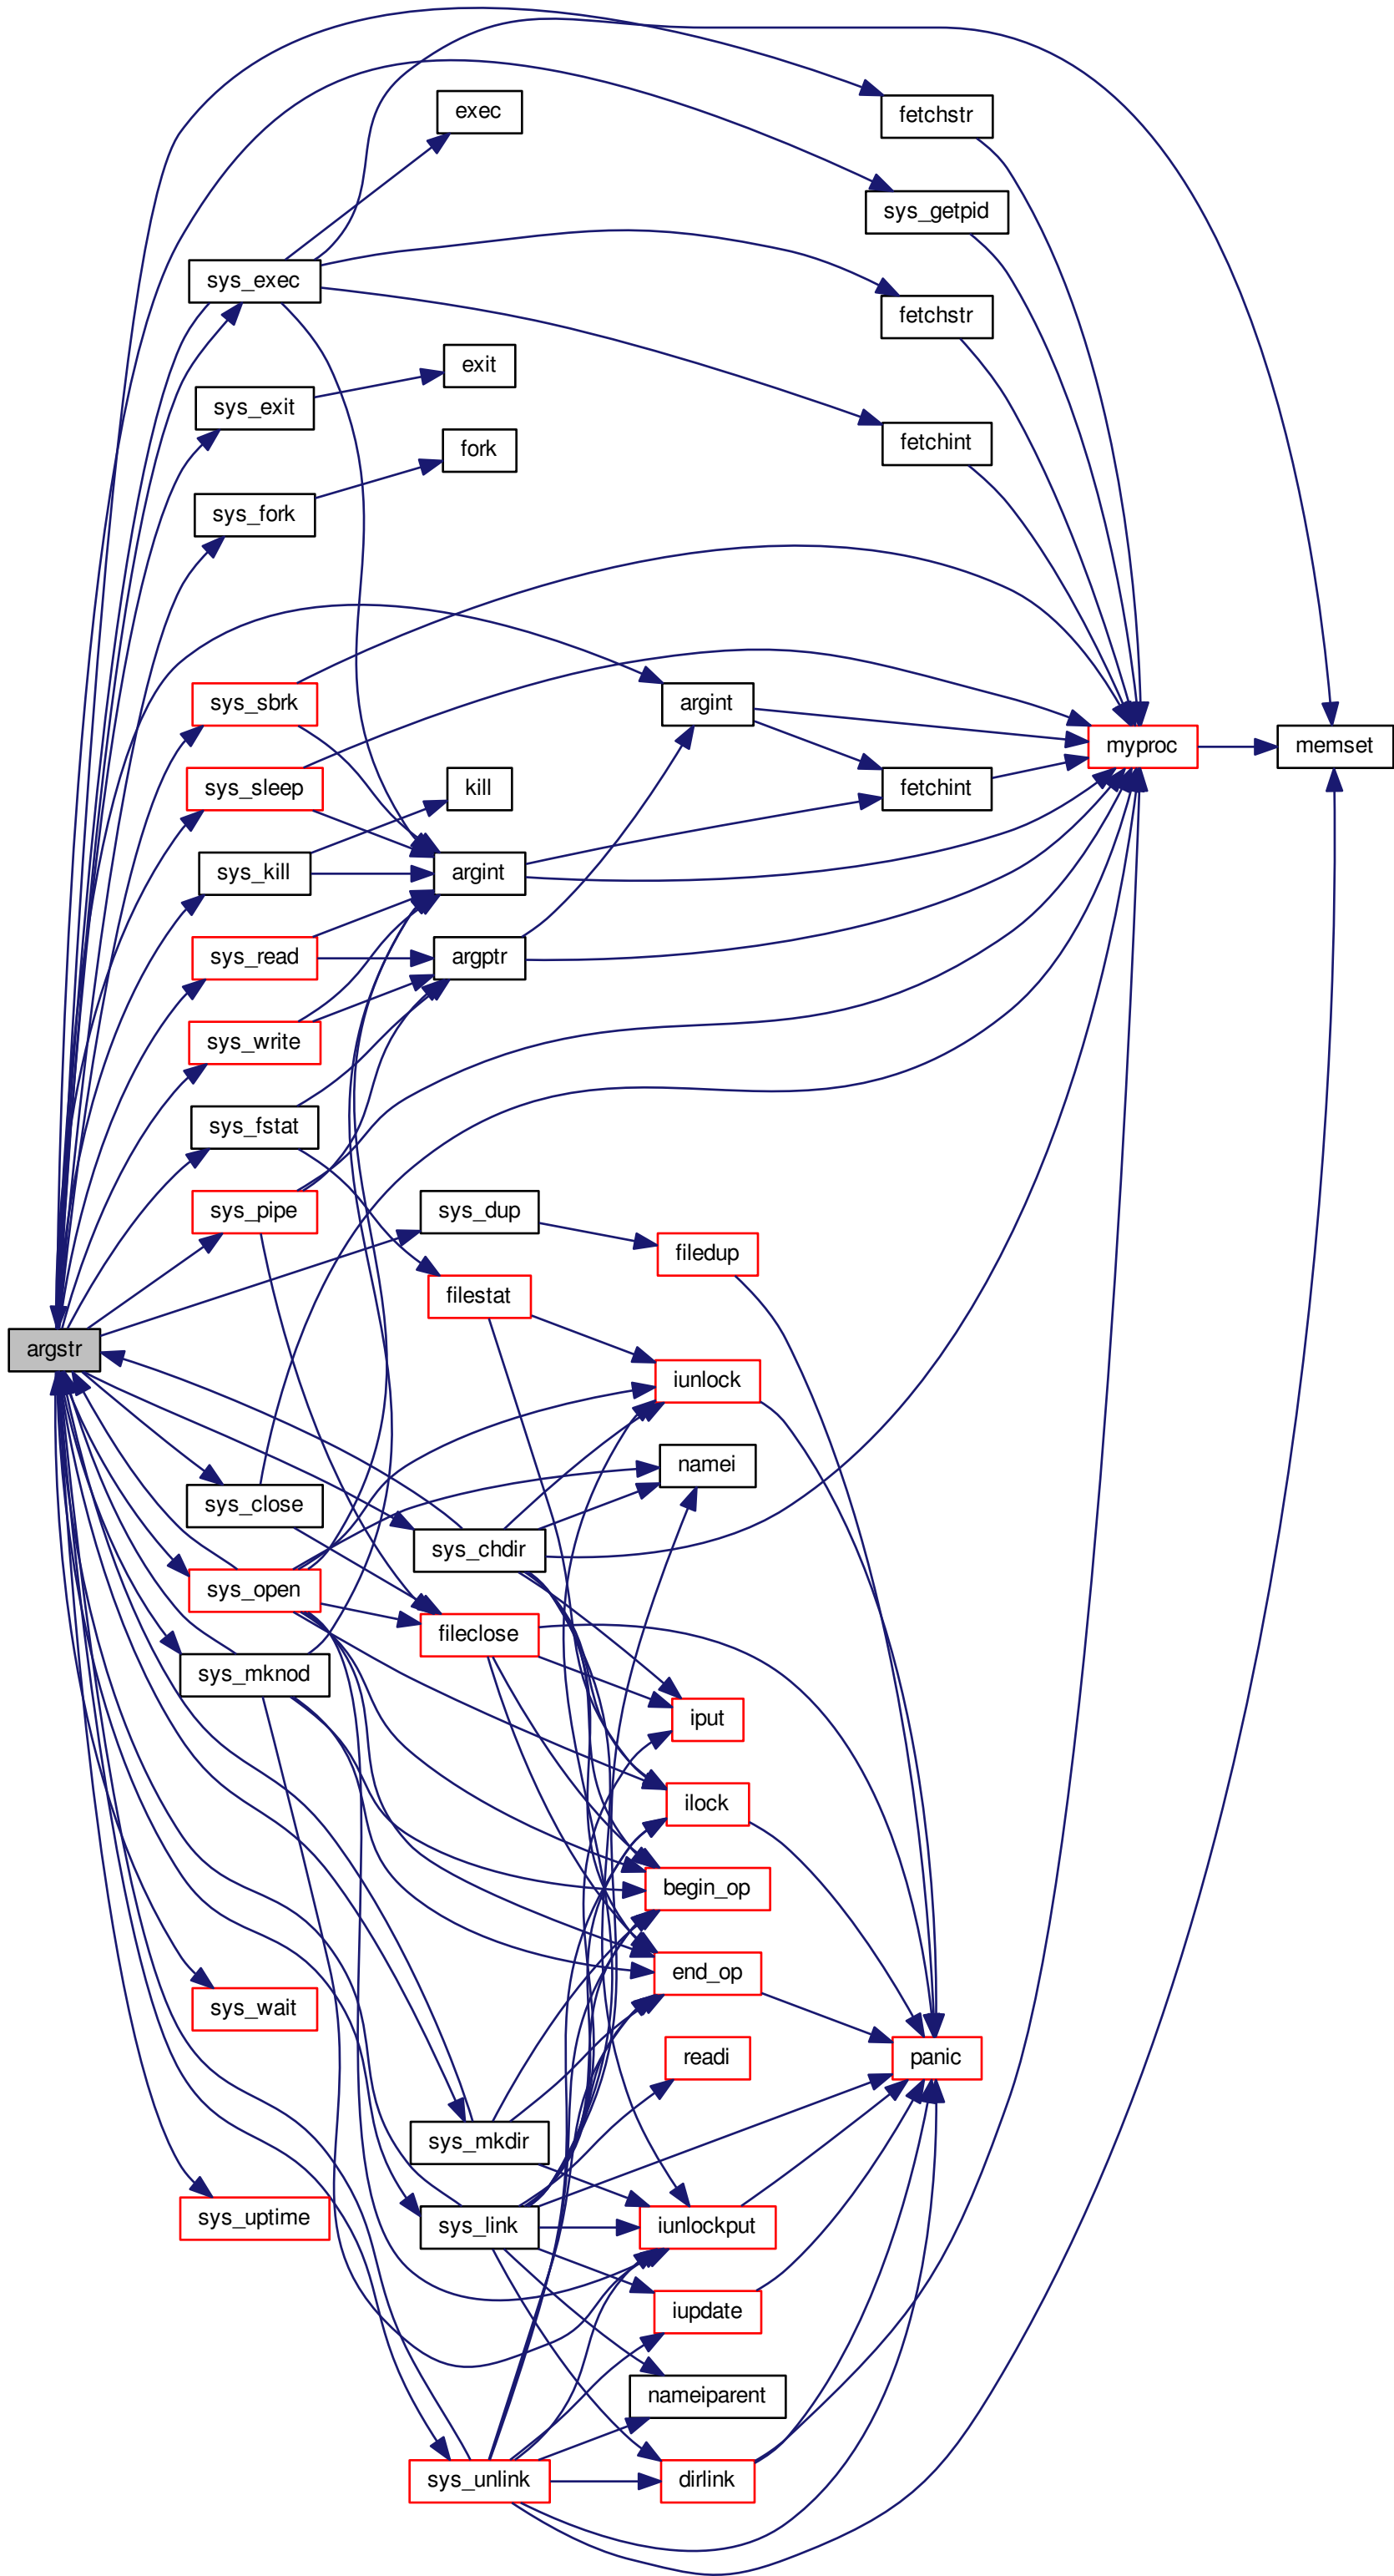 exec
fetchstr
sys_getpid
sys_exec
fetchstr
exit
sys_exit
fetchint
fork
sys_fork
sys_sbrk
argint
myproc
memset
sys_sleep
kill
fetchint
sys_kill
argint
sys_read
argptr
sys_write
sys_fstat
sys_pipe
sys_dup
filedup
filestat
argstr
iunlock
namei
sys_close
sys_chdir
sys_open
fileclose
sys_mknod
iput
ilock
begin_op
end_op
sys_wait
readi
panic
sys_mkdir
sys_uptime
sys_link
iunlockput
iupdate
nameiparent
sys_unlink
dirlink